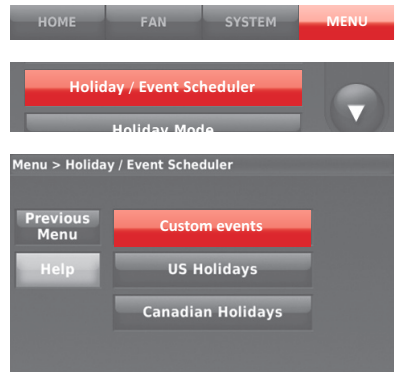 HOME FAN SYSTEM MENU
Holiday / Event Scheduler
Holiday Mode
Menu > Holiday / Event Scheduler
Previous
Menu
Custom events
Help
US Holidays
Canadian Holidays